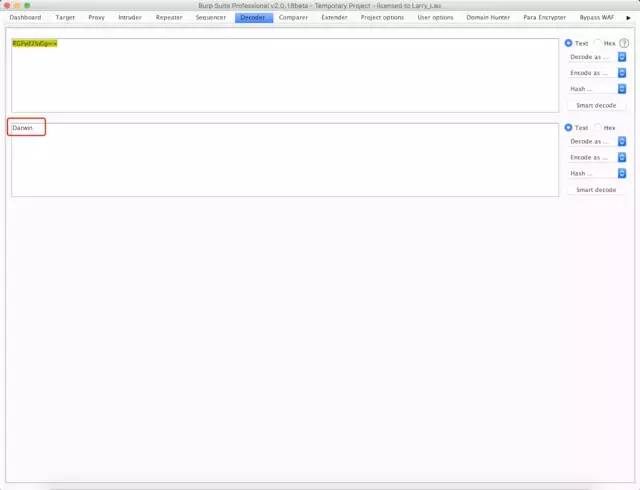 Burp Suite Professional v2.0.18beta - Temporary Project - licensed to Larry_Lau
Dashboard Target Proxy Intruder Repeater Sequencer Decoder Comparer Extender Project options User options Domain Hunter Para Encrypter Bypass WAF
Text Hex ?
Decode as ...
Encode as ...
Hash ...
Smart decode
Darwin
Text Hex
Decode as ...
Encode as ...
Hash ...
Smart decode